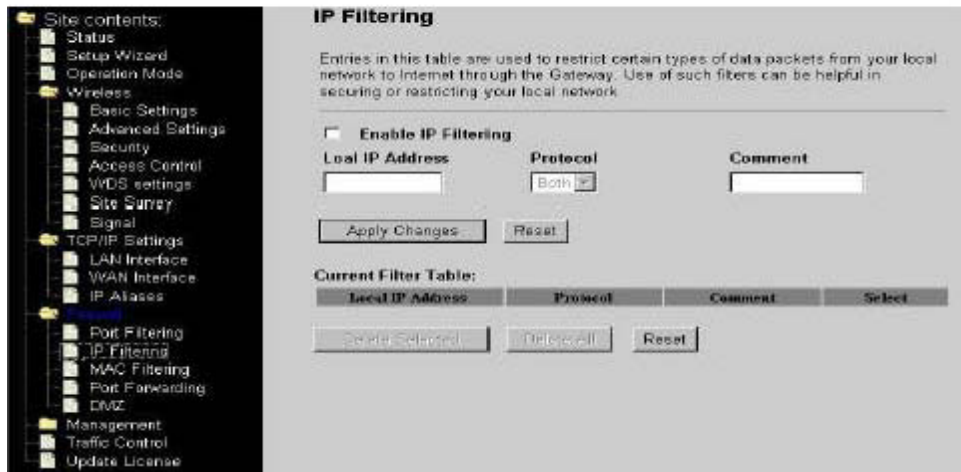 Site contents:
Status
Setup Wizard
Operation Mode
Wireless
Basic Settings
Advanced Settings
Security
Access Control
WDS settings
Site Survey
Signal
TCP/IP Settings
LAN Interface
WAN Interface
IP Aliases
Firewall
Port Filtering
IP Filtering
MAC Filtering
Port Forwarding
DMZ
Management
Traffic Control
Update License
IP Filtering
Entries in this table are used to restrict certain types of data packets from your local
network to Internet through the Gateway. Use of such filters can be helpful in
securing or restricting your local network
Enable IP Filtering
Loal IP Address Protocol Comment
Both
Apply Changes Reset
Current Filter Table:
Local IP Address Protocol Comment Select
Delete Selected Delete All Reset